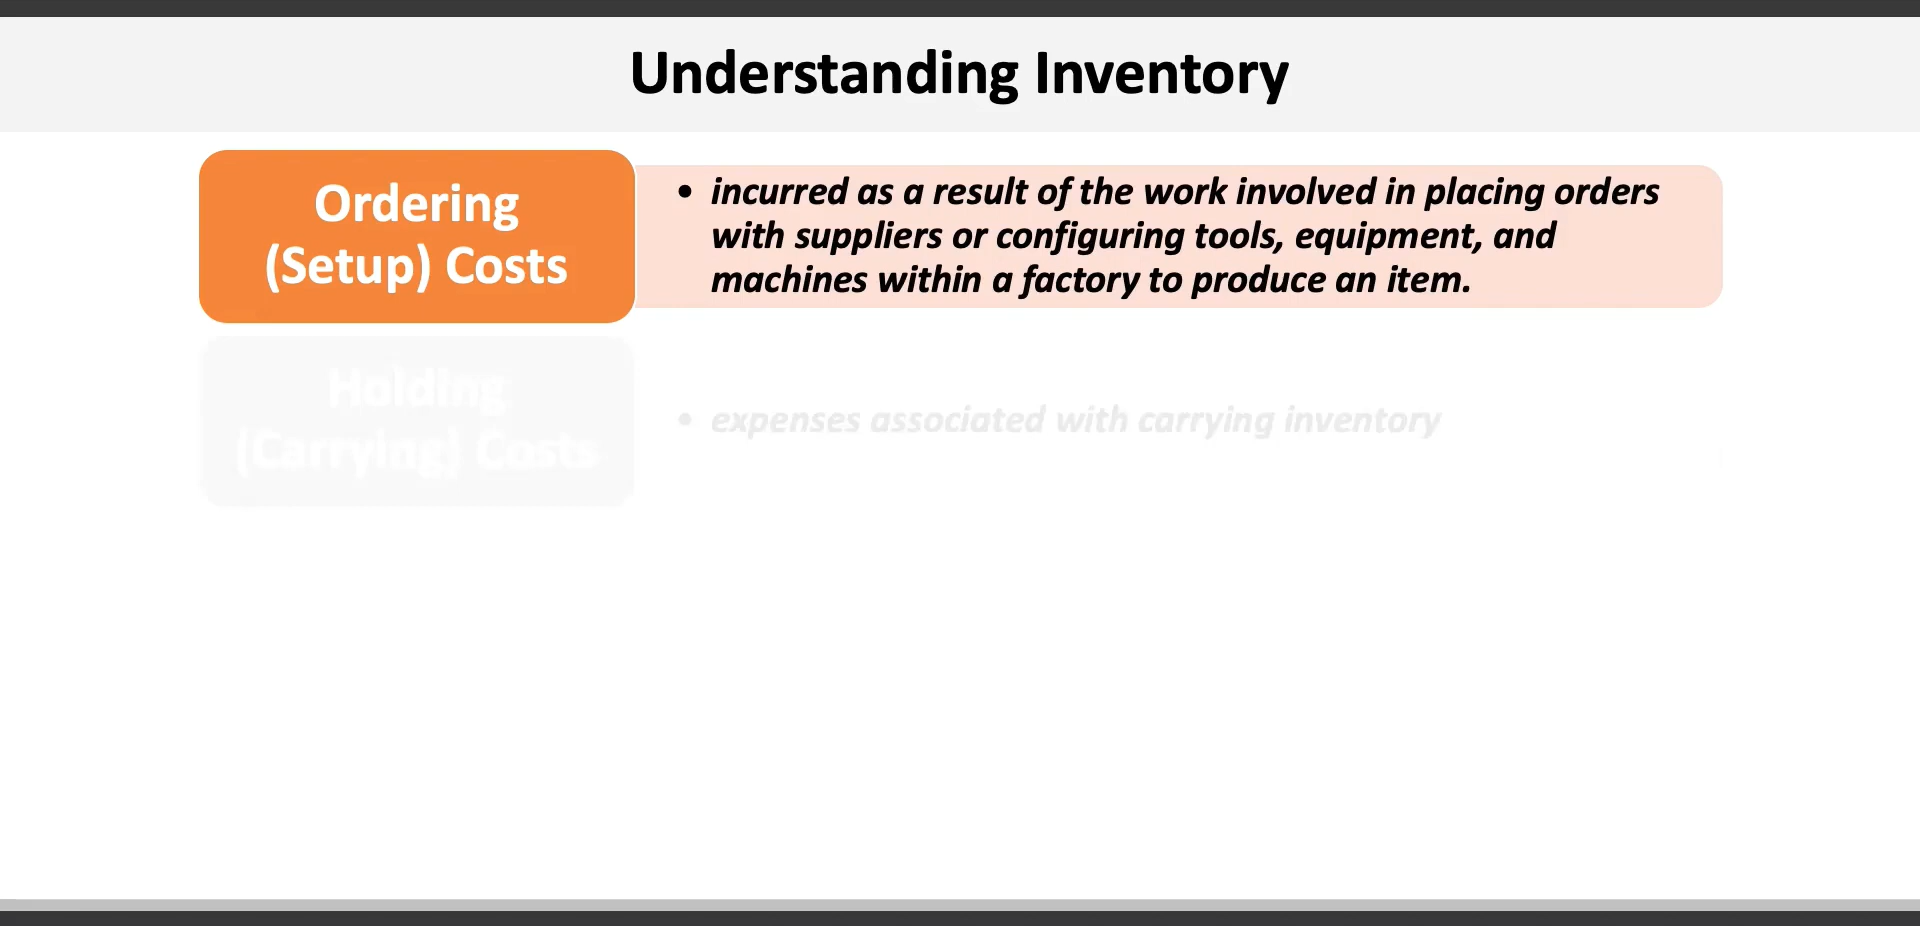 Understanding Inventory
Ordering
(Setup) Costs
• incurred as a result of the work involved in placing orders
with suppliers or configuring tools, equipment, and
machines within a factory to produce an item.
Holding
(Carrying) Costs
• expenses associated with carrying inventory